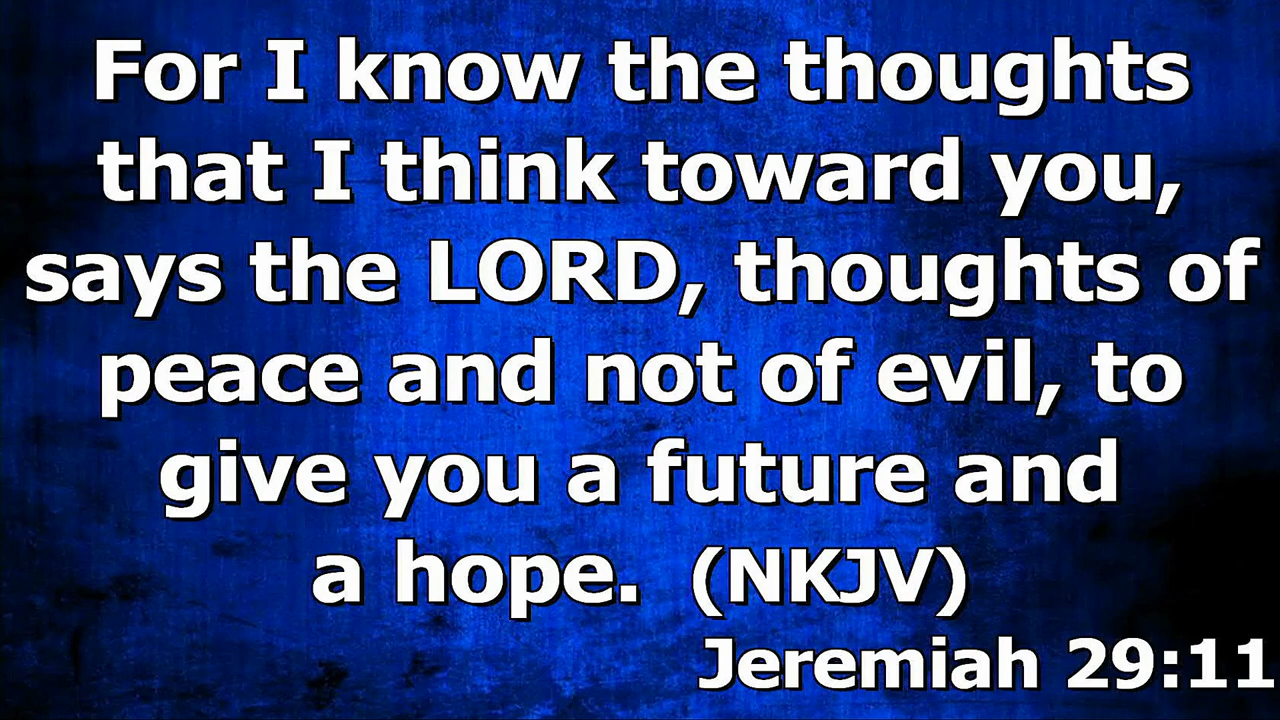 For I know the thoughts
that I think toward you,
says the LORD, thoughts of
peace and not of evil, to
give you a future and
a hope. (NKJV)
Jeremiah 29:11